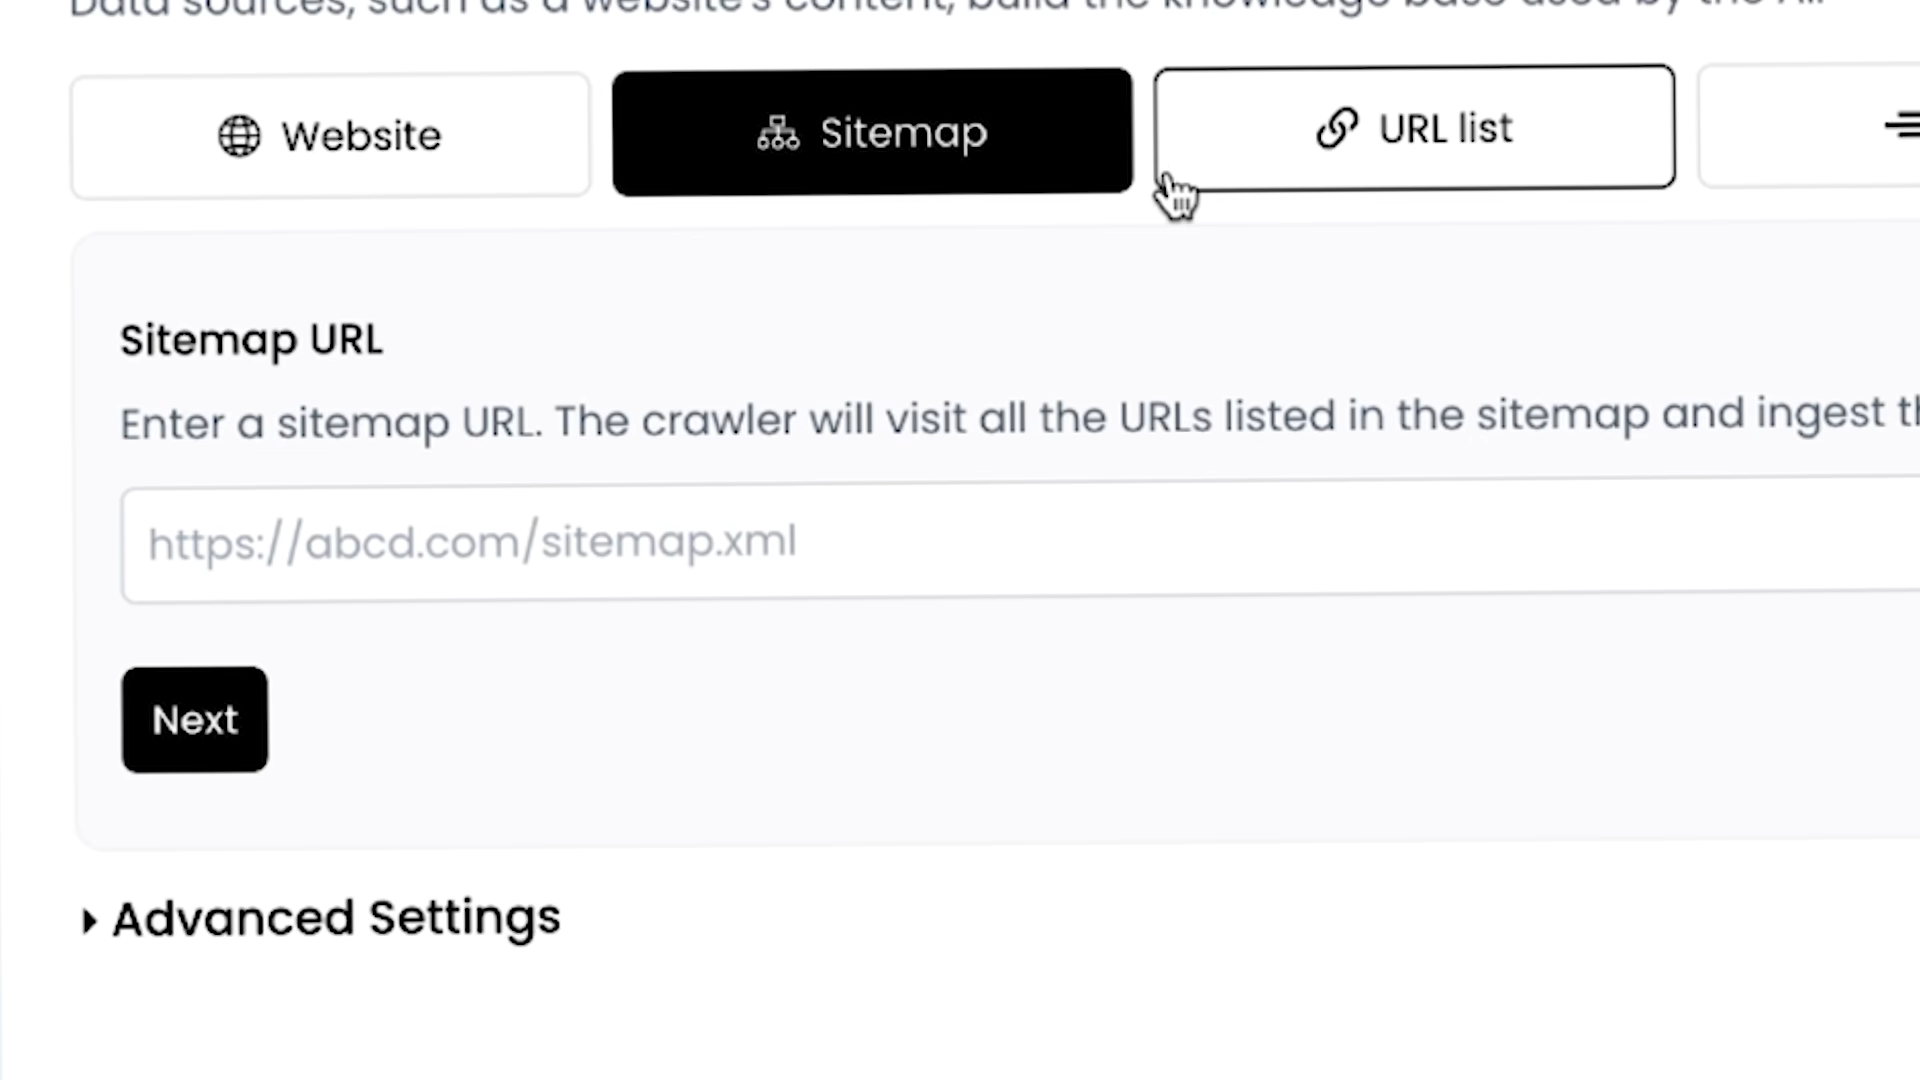 Data sources, such as a website's content, build the knowledge base used by the AI.
Website
Sitemap
URL list
Sitemap URL
Enter a sitemap URL. The crawler will visit all the URLs listed in the sitemap and ingest
https://abcd.com/sitemap.xml
Next
Advanced Settings